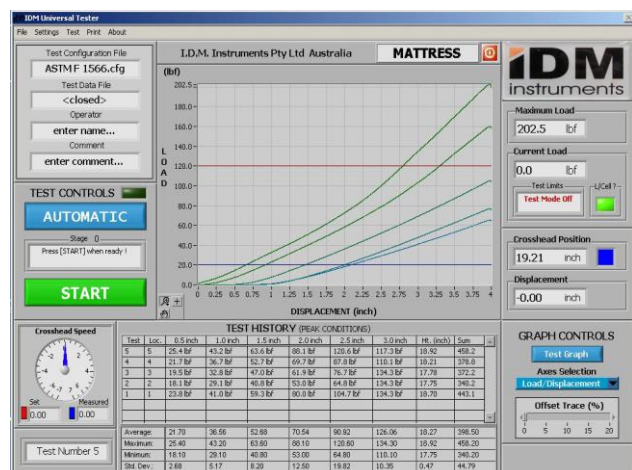 IDM Universal Tester
File Settings Test Print About
Test Configuration File
ASTM F 1566.cfg
Test Data File
<closed>
Operator
enter name...
Comment
enter comment...
TEST CONTROLS
AUTOMATIC
Stage 0
Press [START] when ready !
START
I.D.M. Instruments Pty Ltd Australia
MATTRESS
(lbf)
202.5
180.0
160.0
140.0
120.0
100.0
80.0
60.0
40.0
20.0
0.0
LOAD
0 0.25 0.5 0.75 1 1.25 1.5 1.75 2 2.25 2.5 2.75 3 3.25 3.5 3.75 4
DISPLACEMENT (inch)
iDM
instruments
Maximum Load
202.5 lbf
Current Load
0.0 lbf
Test Limits
Test Mode Off
L/Cell ?
Crosshead Position
19.21 inch
Displacement
-0.00 inch
Crosshead Speed
0
Set Measured
0.00 0.00
Test Number 5
TEST HISTORY (PEAK CONDITIONS)
Test Loc. 0.5 inch 1.0 inch 1.5 inch 2.0 inch 2.5 inch 3.0 inch Ht. (inch) Sum
5 5 25.4 lbf 43.2 lbf 63.6 lbf 88.1 lbf 120.6 lbf 117.3 lbf 18.92 458.2
4 4 21.7 lbf 36.7 lbf 52.7 lbf 69.7 lbf 87.8 lbf 110.1 lbf 18.21 378.8
3 3 19.5 lbf 32.8 lbf 47.0 lbf 61.9 lbf 76.7 lbf 134.3 lbf 17.78 372.2
2 2 18.1 lbf 29.1 lbf 40.8 lbf 53.0 lbf 64.8 lbf 134.3 lbf 17.75 340.2
1 1 23.8 lbf 41.0 lbf 59.3 lbf 80.0 lbf 104.7 lbf 134.3 lbf 18.70 443.1
Average: 21.70 36.56 52.68 70.54 90.92 126.06 18.27 398.50
Maximum: 25.40 43.20 63.60 88.10 120.60 134.30 18.92 458.20
Minimum: 18.10 29.10 40.80 53.00 64.80 110.10 17.75 340.20
Std. Dev.: 2.68 5.17 8.20 12.50 19.82 10.35 0.47 44.79
GRAPH CONTROLS
Test Graph
Axes Selection
Load/Displacement
Offset Trace (%)
0 5 10 15 20